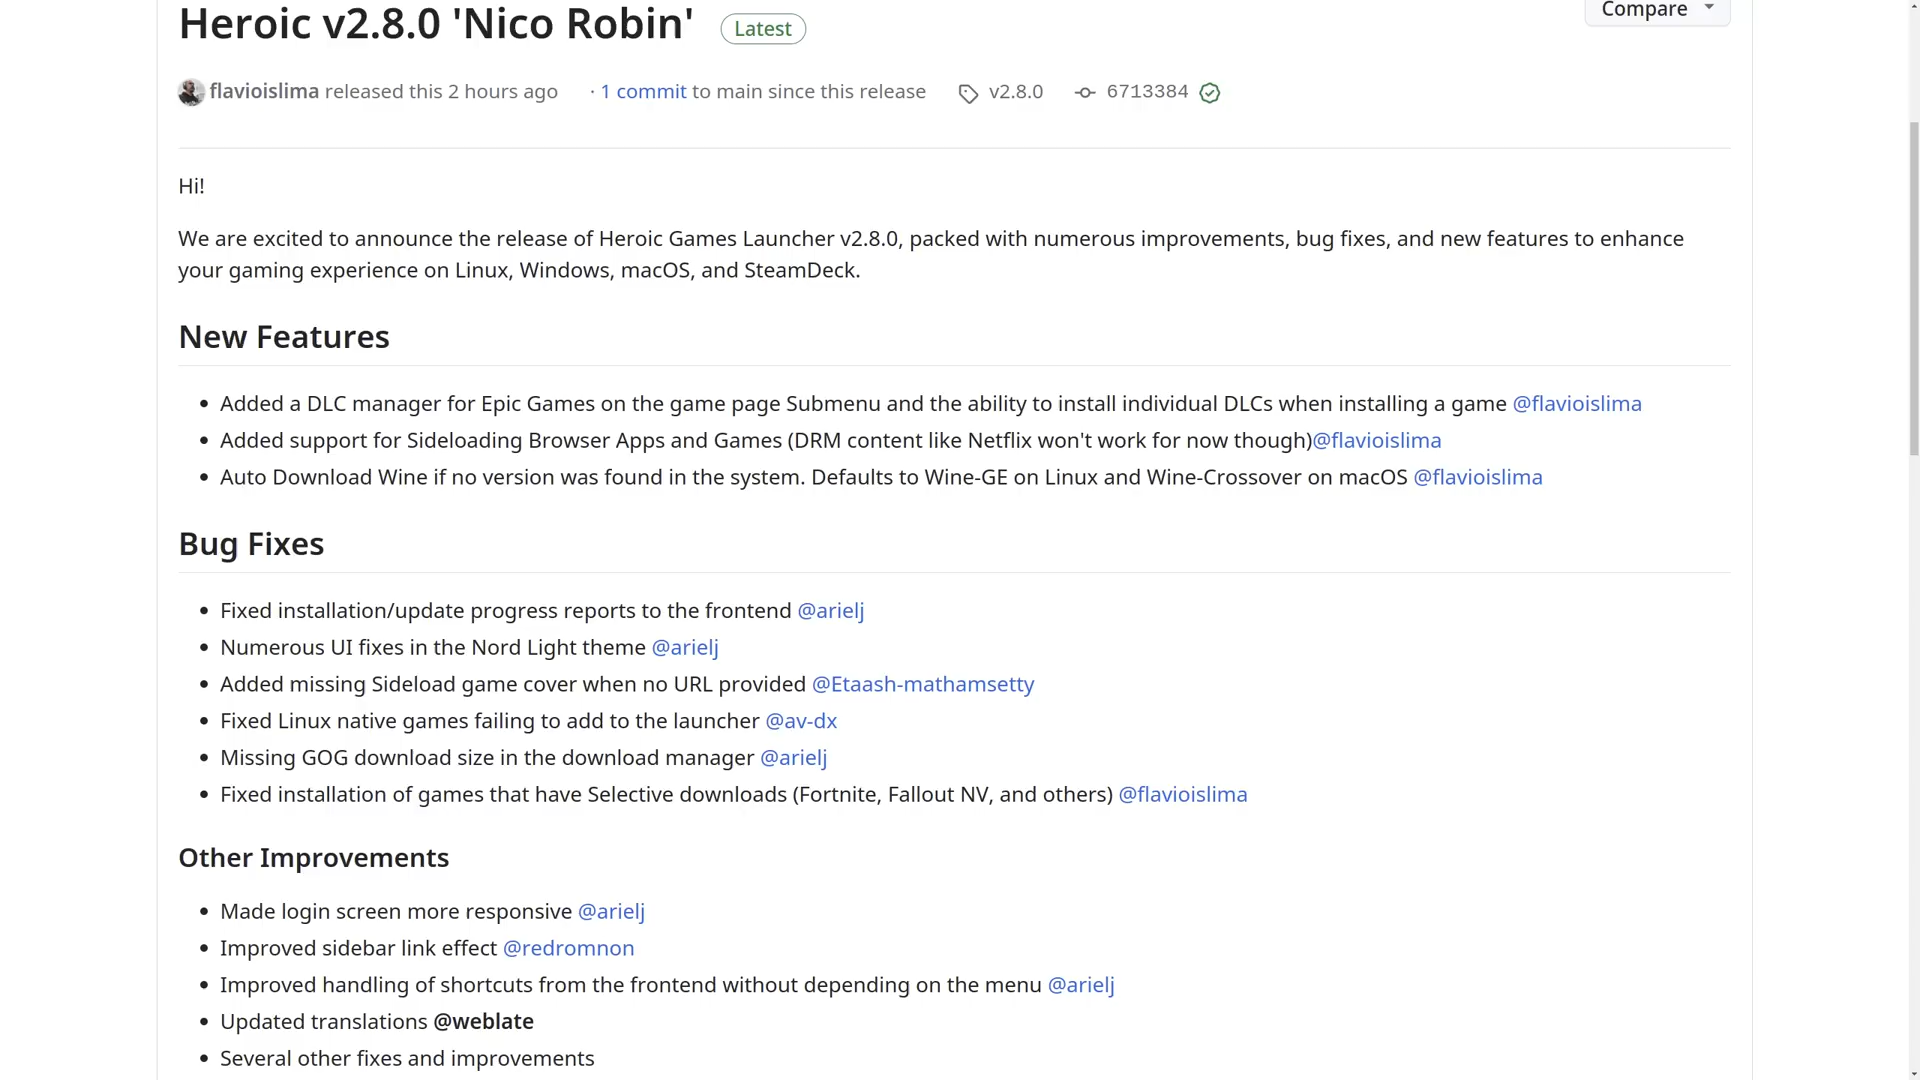 Heroic v2.8.0 'Nico Robin' Latest
Compare
flavioislima released this 2 hours ago · 1 commit to main since this release v2.8.0 6713384
Hi!
We are excited to announce the release of Heroic Games Launcher v2.8.0, packed with numerous improvements, bug fixes, and new features to enhance
your gaming experience on Linux, Windows, macOS, and SteamDeck.
New Features
• Added a DLC manager for Epic Games on the game page Submenu and the ability to install individual DLCs when installing a game @flavioislima
• Added support for Sideloading Browser Apps and Games (DRM content like Netflix won't work for now though)@flavioislima
• Auto Download Wine if no version was found in the system. Defaults to Wine-GE on Linux and Wine-Crossover on macOS @flavioislima
Bug Fixes
• Fixed installation/update progress reports to the frontend @arielj
• Numerous UI fixes in the Nord Light theme @arielj
• Added missing Sideload game cover when no URL provided @Etaash-mathamsetty
• Fixed Linux native games failing to add to the launcher @av-dx
• Missing GOG download size in the download manager @arielj
• Fixed installation of games that have Selective downloads (Fortnite, Fallout NV, and others) @flavioislima
Other Improvements
• Made login screen more responsive @arielj
• Improved sidebar link effect @redromnon
• Improved handling of shortcuts from the frontend without depending on the menu @arielj
• Updated translations @weblate
• Several other fixes and improvements